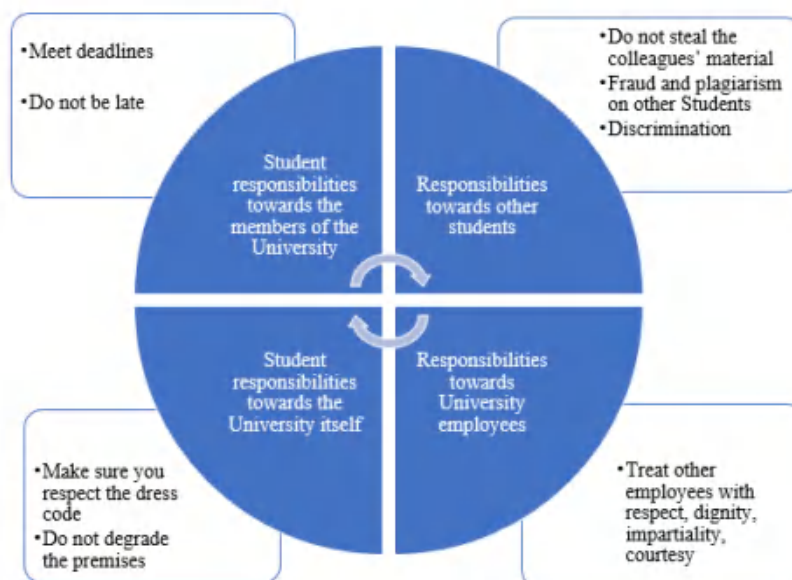 •Meet deadlines
•Do not be late
•Do not steal the
colleagues’ material
•Fraud and plagiarism
on other Students
•Discrimination
Student
responsibilities
towards the
members of the
University
Responsibilities
towards other
students
Student
responsibilities
towards the
University itself
Responsibilities
towards
University
employees
•Make sure you
respect the dress
code
•Do not degrade
the premises
•Treat other
employees with
respect, dignity,
impartiality,
courtesy